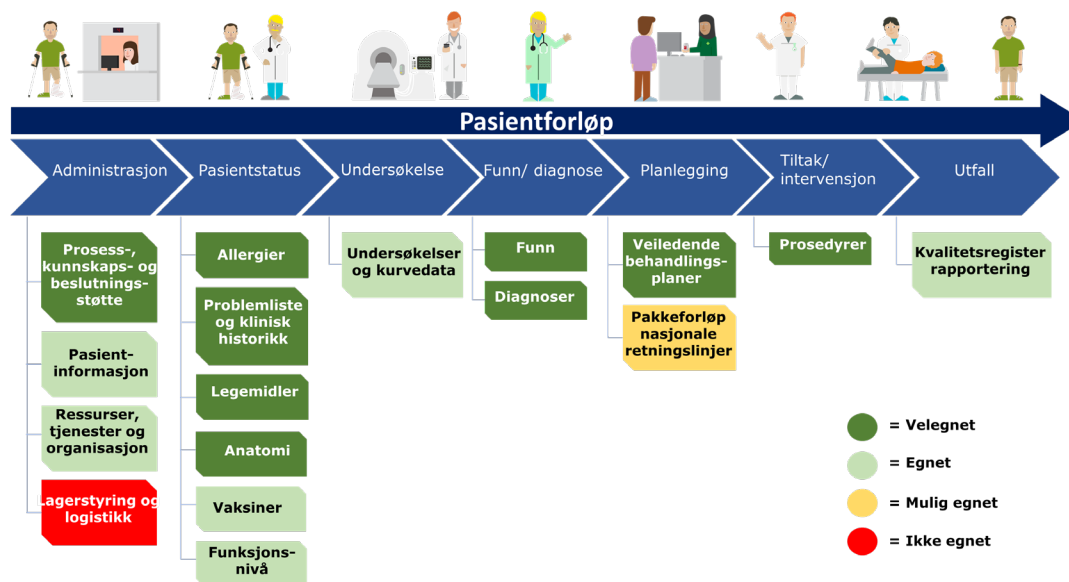 Pasientforløp
Administrasjon
Pasientstatus
Undersøkelse
Funn/ diagnose
Planlegging
Tiltak/
intervensjon
Utfall
Prosess-,
kunnskaps- og
beslutnings-
støtte
Pasient-
informasjon
Ressurser,
tjenester og
organisasjon
Lagerstyring og
logistikk
Allergier
Problemliste
og klinisk
historikk
Legemidler
Anatomi
Vaksiner
Funksjons-
nivå
Undersøkelser
og kurvedata
Funn
Diagnoser
Veiledende
behandlings-
planer
Pakkeforløp
nasjonale
retningslinjer
Prosedyrer
Kvalitetsregister
rapportering
= Velegnet
= Egnet
= Mulig egnet
= Ikke egnet